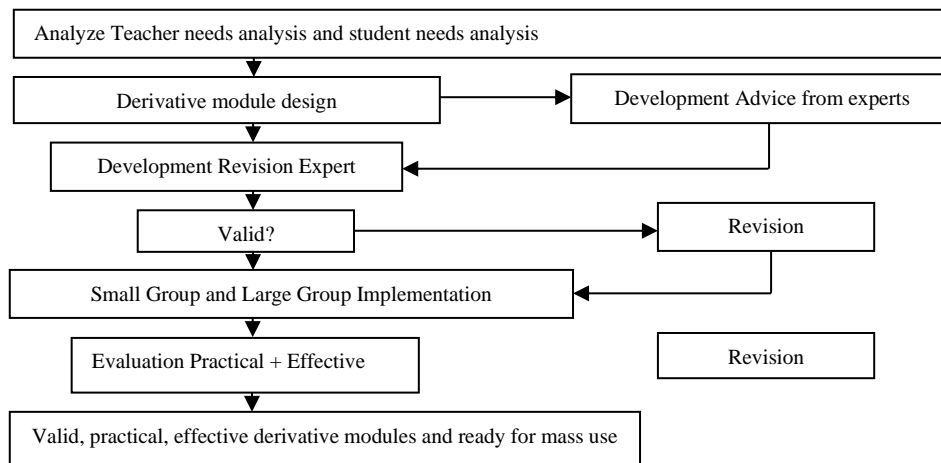 Analyze Teacher needs analysis and student needs analysis
Derivative module design
Development Advice from experts
Development Revision Expert
Valid?
Revision
Small Group and Large Group Implementation
Evaluation Practical + Effective
Revision
Valid, practical, effective derivative modules and ready for mass use